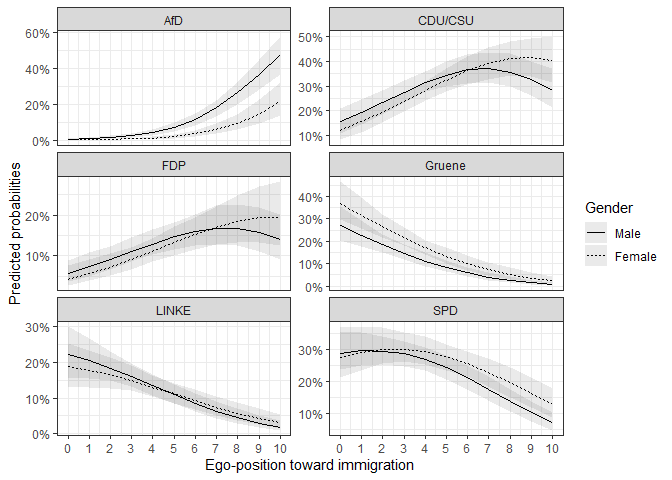 AfD
CDU/CSU
60%
40%
20%
0%
50%
40%
30%
20%
10%
FDP
Gruene
20%
10%
40%
30%
20%
10%
0%
LINKE
SPD
30%
20%
10%
0%
30%
20%
10%
0 1 2 3 4 5 6 7 8 9 10
0 1 2 3 4 5 6 7 8 9 10
Ego-position toward immigration
Predicted probabilities
Gender
Male
Female